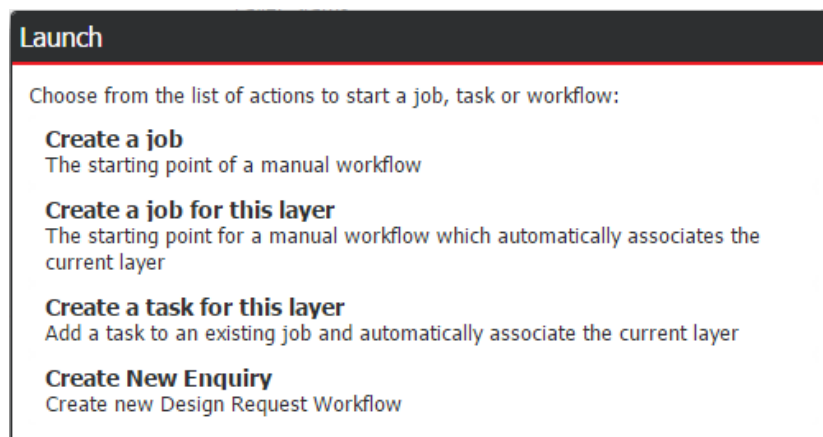 Launch
Choose from the list of actions to start a job, task or workflow:
Create a job
The starting point of a manual workflow
Create a job for this layer
The starting point for a manual workflow which automatically associates the
current layer
Create a task for this layer
Add a task to an existing job and automatically associate the current layer
Create New Enquiry
Create new Design Request Workflow